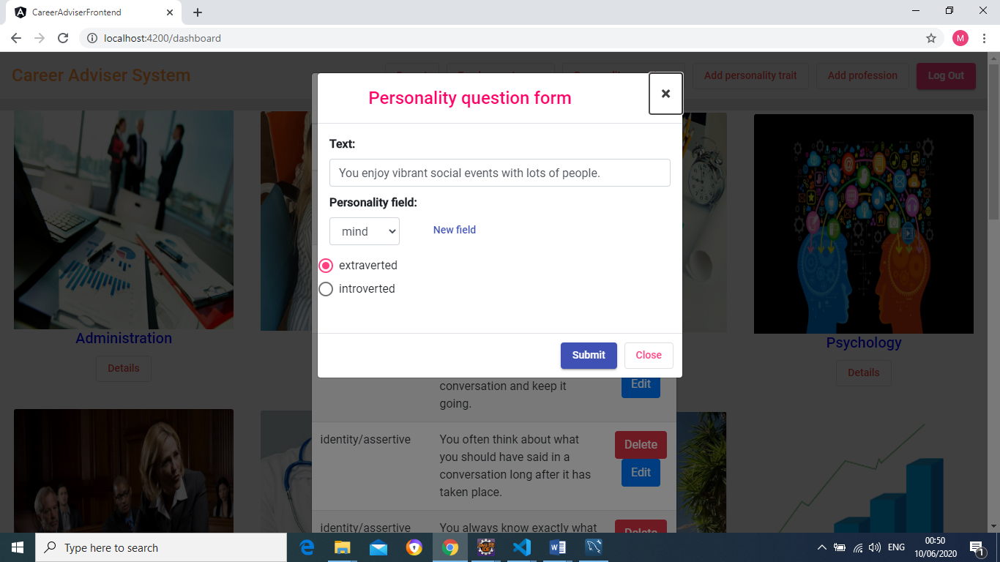 CareerAdviserFrontend
localhost:4200/dashboard
M
Career Adviser System
Add personality trait
Add profession
Log Out
Personality question form
×
Text:
You enjoy vibrant social events with lots of people.
Personality field:
mind
New field
extraverted
introverted
Submit
Close
Administration
Details
Psychology
Details
conversation and keep it
going.
Edit
identity/assertive
You often think about what
you should have said in a
conversation long after it has
taken place.
Delete
Edit
identity/assertive
You always know exactly what
Delete
Type here to search
ENG
00:50
10/06/2020
1